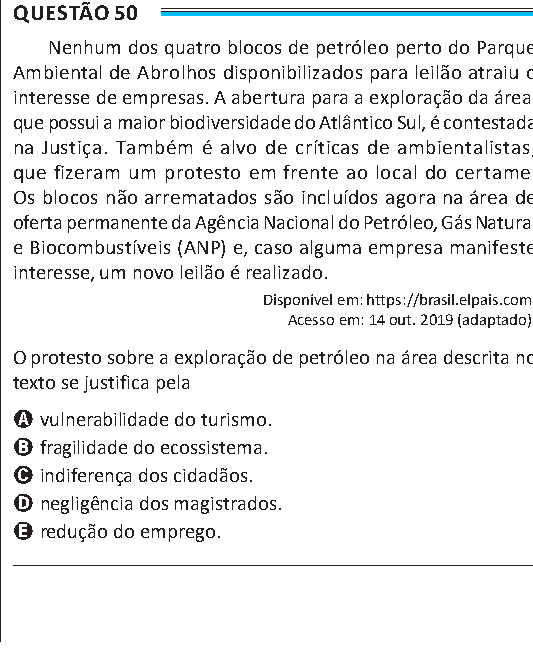 QUESTÃO 50
Nenhum dos quatro blocos de petróleo perto do Parque
Ambiental de Abrolhos disponibilizados para leilão atraiu o
interesse de empresas. A abertura para a exploração da área,
que possui a maior biodiversidade do Atlântico Sul, é contestada
na Justiça. Também é alvo de críticas de ambientalistas,
que fizeram um protesto em frente ao local do certame.
Os blocos não arrematados são incluídos agora na área de
oferta permanente da Agência Nacional do Petróleo, Gás Natura
e Biocombustíveis (ANP) e, caso alguma empresa manifeste
interesse, um novo leilão é realizado.
Disponível em: https://brasil.elpais.com
Acesso em: 14 out. 2019 (adaptado)
O protesto sobre a exploração de petróleo na área descrita no
texto se justifica pela
A vulnerabilidade do turismo.
B fragilidade do ecossistema.
C indiferença dos cidadãos.
D negligência dos magistrados.
E redução do emprego.